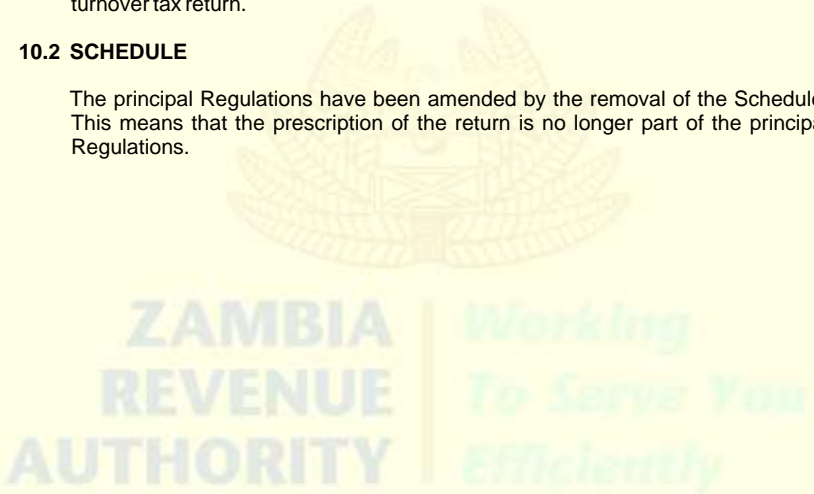 turnover tax return.
10.2 SCHEDULE
The principal Regulations have been amended by the removal of the Schedule
This means that the prescription of the return is no longer part of the principa
Regulations.
ZAMBIA
REVENUE
AUTHORITY
Working
To Serve You
Efficiently